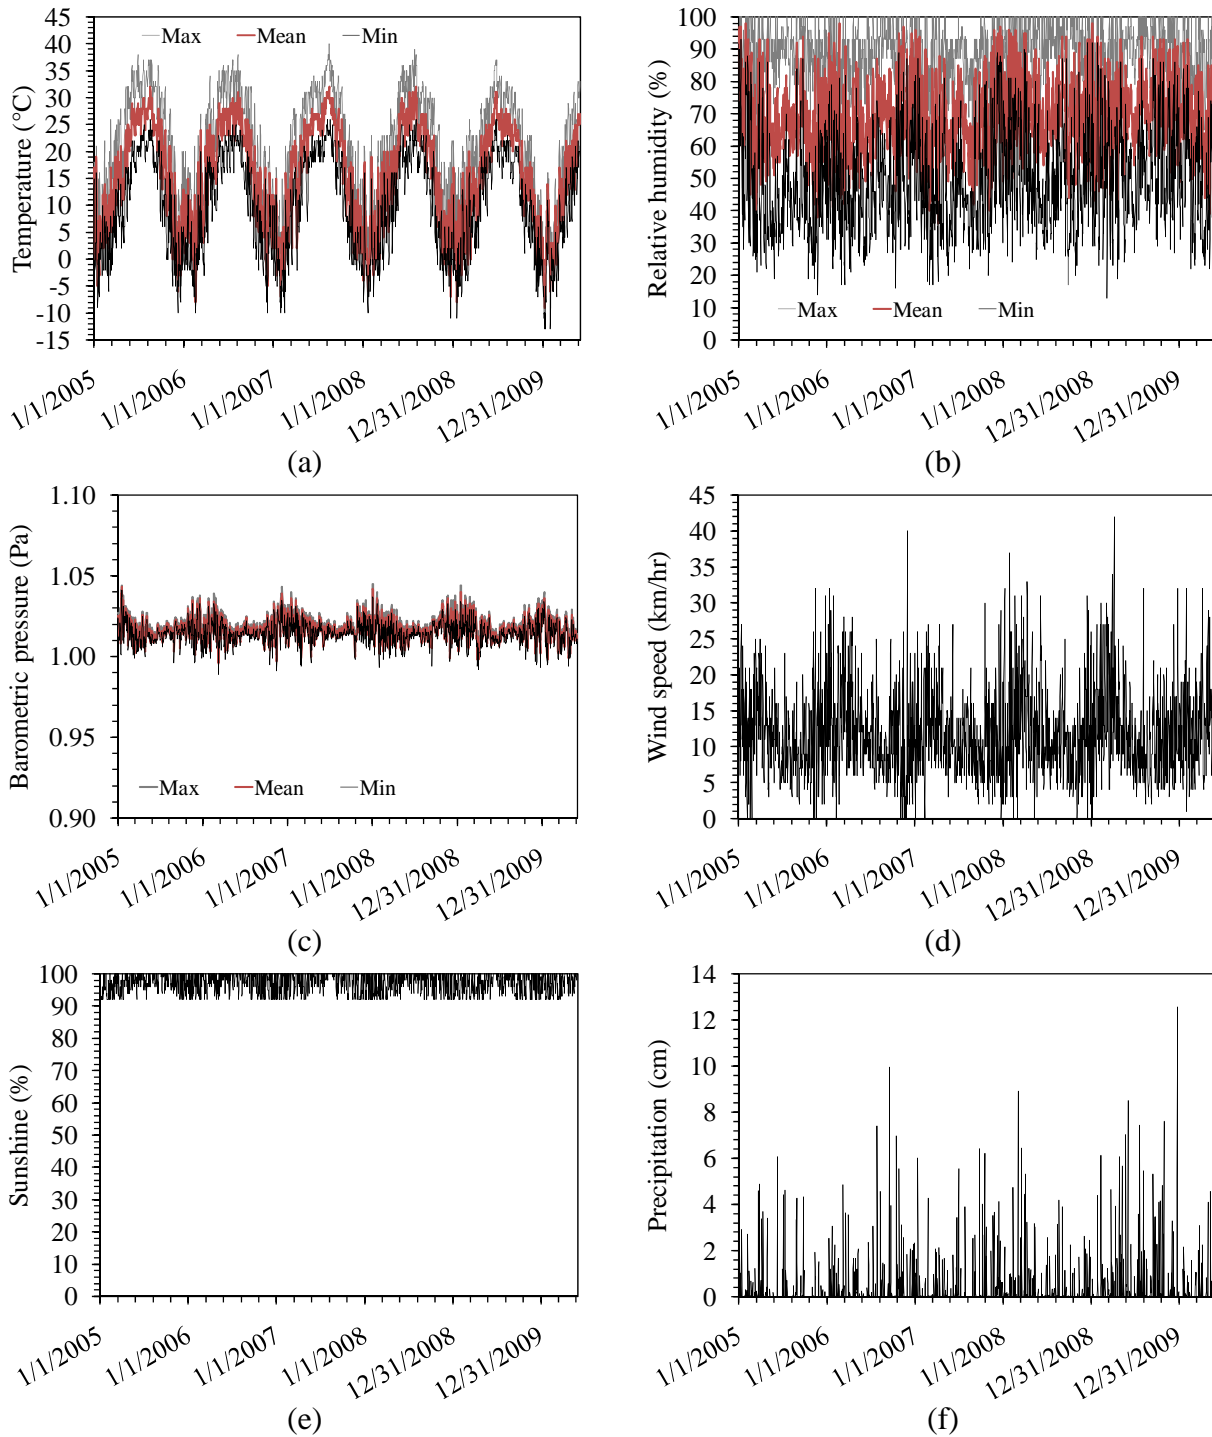 Temperature (°C)
45
40
35
30
25
20
15
10
5
0
-5
-10
-15
Max Mean Min
1/1/2005 1/1/2006 1/1/2007 1/1/2008 12/31/2008 12/31/2009
(a)
Relative humidity (%)
100
90
80
70
60
50
40
30
20
10
0
Max Mean Min
1/1/2005 1/1/2006 1/1/2007 1/1/2008 12/31/2008 12/31/2009
(b)
Barometric pressure (Pa)
1.10
1.05
1.00
0.95
0.90
Max Mean Min
1/1/2005 1/1/2006 1/1/2007 1/1/2008 12/31/2008 12/31/2009
(c)
Wind speed (km/hr)
45
40
35
30
25
20
15
10
5
0
1/1/2005 1/1/2006 1/1/2007 1/1/2008 12/31/2008 12/31/2009
(d)
Sunshine (%)
100
90
80
70
60
50
40
30
20
10
0
1/1/2005 1/1/2006 1/1/2007 1/1/2008 12/31/2008 12/31/2009
(e)
Precipitation (cm)
14
12
10
8
6
4
2
0
1/1/2005 1/1/2006 1/1/2007 1/1/2008 12/31/2008 12/31/2009
(f)